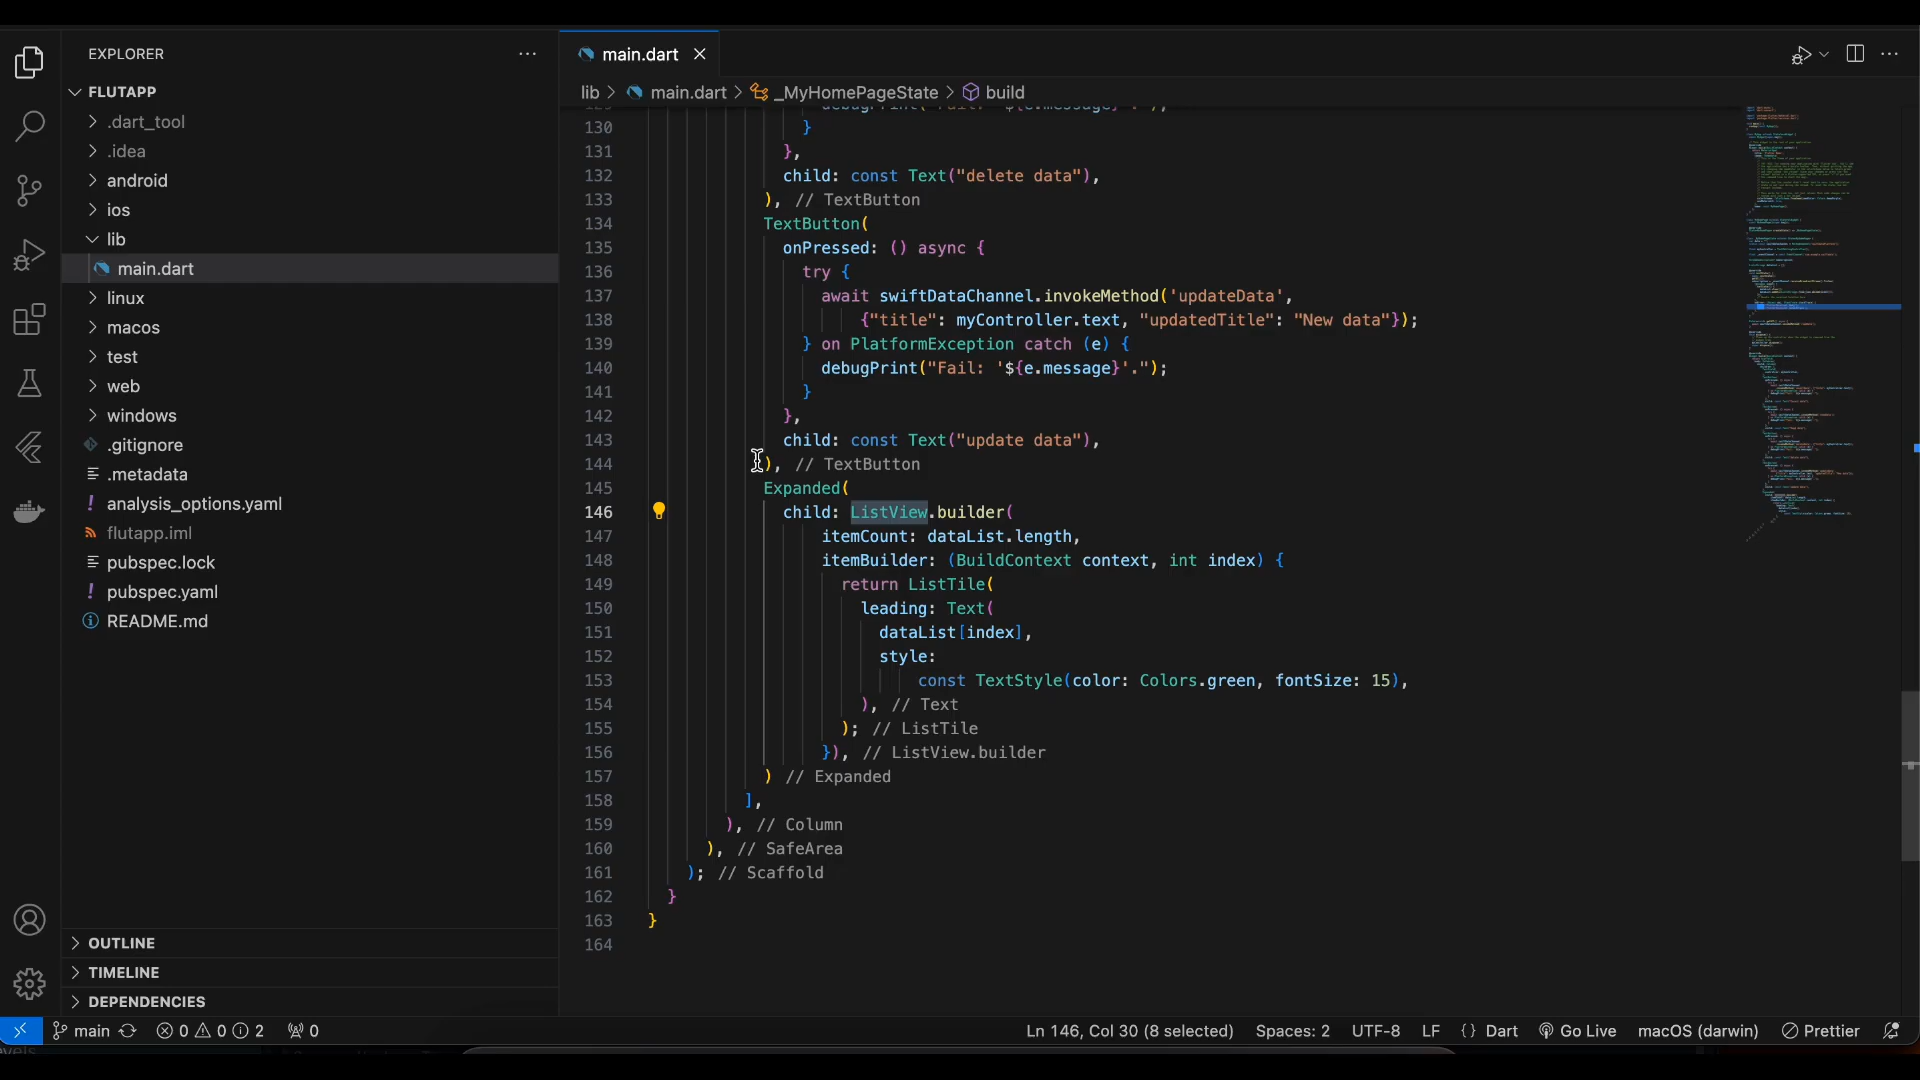 EXPLORER
FLUTAPP
.dart_tool
.idea
android
ios
lib
main.dart
linux
macos
test
web
windows
.gitignore
.metadata
analysis_options.yaml
flutapp.iml
pubspec.lock
pubspec.yaml
README.md
OUTLINE
TIMELINE
DEPENDENCIES
main.dart
lib > main.dart > _MyHomePageState > build
130 }
131 },
132 child: const Text("delete data"),
133 ), // TextButton
134 TextButton(
135 onPressed: () async {
136 try {
137 await swiftDataChannel.invokeMethod('updateData',
138 {"title": myController.text, "updatedTitle": "New data"});
139 } on PlatformException catch (e) {
140 debugPrint("Fail: '${e.message}'.");
141 }
142 },
143 child: const Text("update data"),
144 ), // TextButton
145 Expanded(
146 child: ListView.builder(
147 itemCount: dataList.length,
148 itemBuilder: (BuildContext context, int index) {
149 return ListTile(
150 leading: Text(
151 dataList[index],
152 style:
153 const TextStyle(color: Colors.green, fontSize: 15),
154 ), // Text
155 ); // ListTile
156 }), // ListView.builder
157 ) // Expanded
158 ],
159 ), // Column
160 ), // SafeArea
161 ); // Scaffold
162 }
163 }
164
main 0 0 2 0 Ln 146, Col 30 (8 selected) Spaces: 2 UTF-8 LF {} Dart Go Live macOS (darwin) Prettier